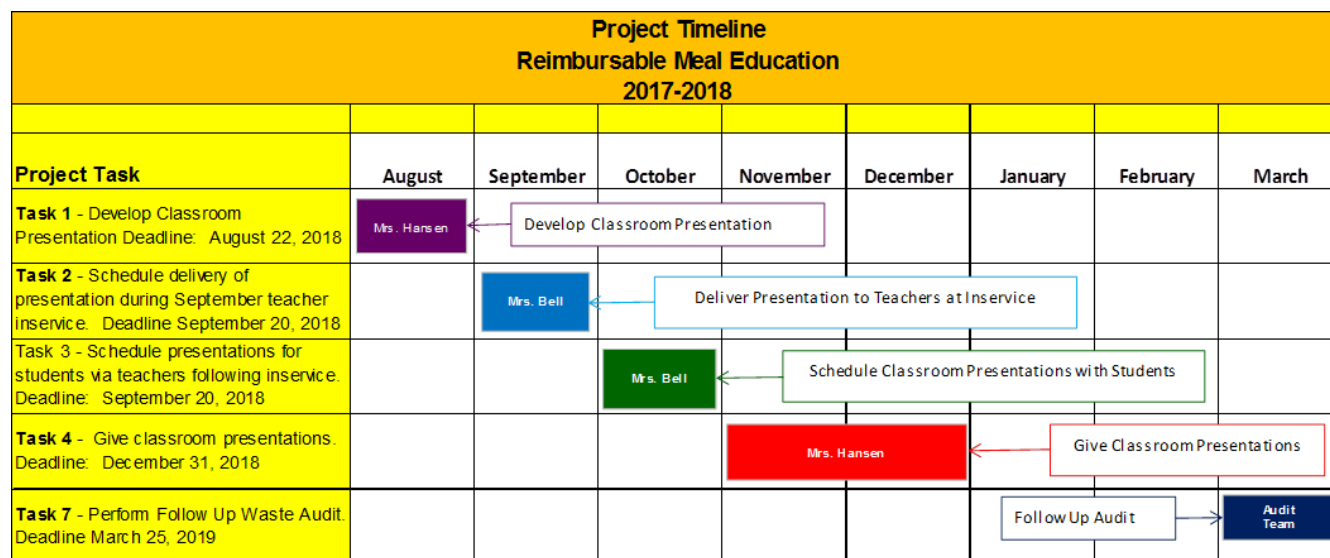 Project Timeline
Reimbursable Meal Education
2017-2018
Project Task August September October November December January February March
Task 1 - Develop Classroom
Presentation Deadline: August 22, 2018
Mrs. Hansen
Develop Classroom Presentation
Task 2 - Schedule delivery of
presentation during September teacher
inservice. Deadline September 20, 2018
Mrs. Bell
Deliver Presentation to Teachers at Inservice
Task 3 - Schedule presentations for
students via teachers following inservice.
Deadline: September 20, 2018
Mrs. Bell
Schedule Classroom Presentations with Students
Task 4 - Give classroom presentations.
Deadline: December 31, 2018
Mrs. Hansen
Give Classroom Presentations
Task 7 - Perform Follow Up Waste Audit.
Deadline March 25, 2019
Follow Up Audit
Audit
Team